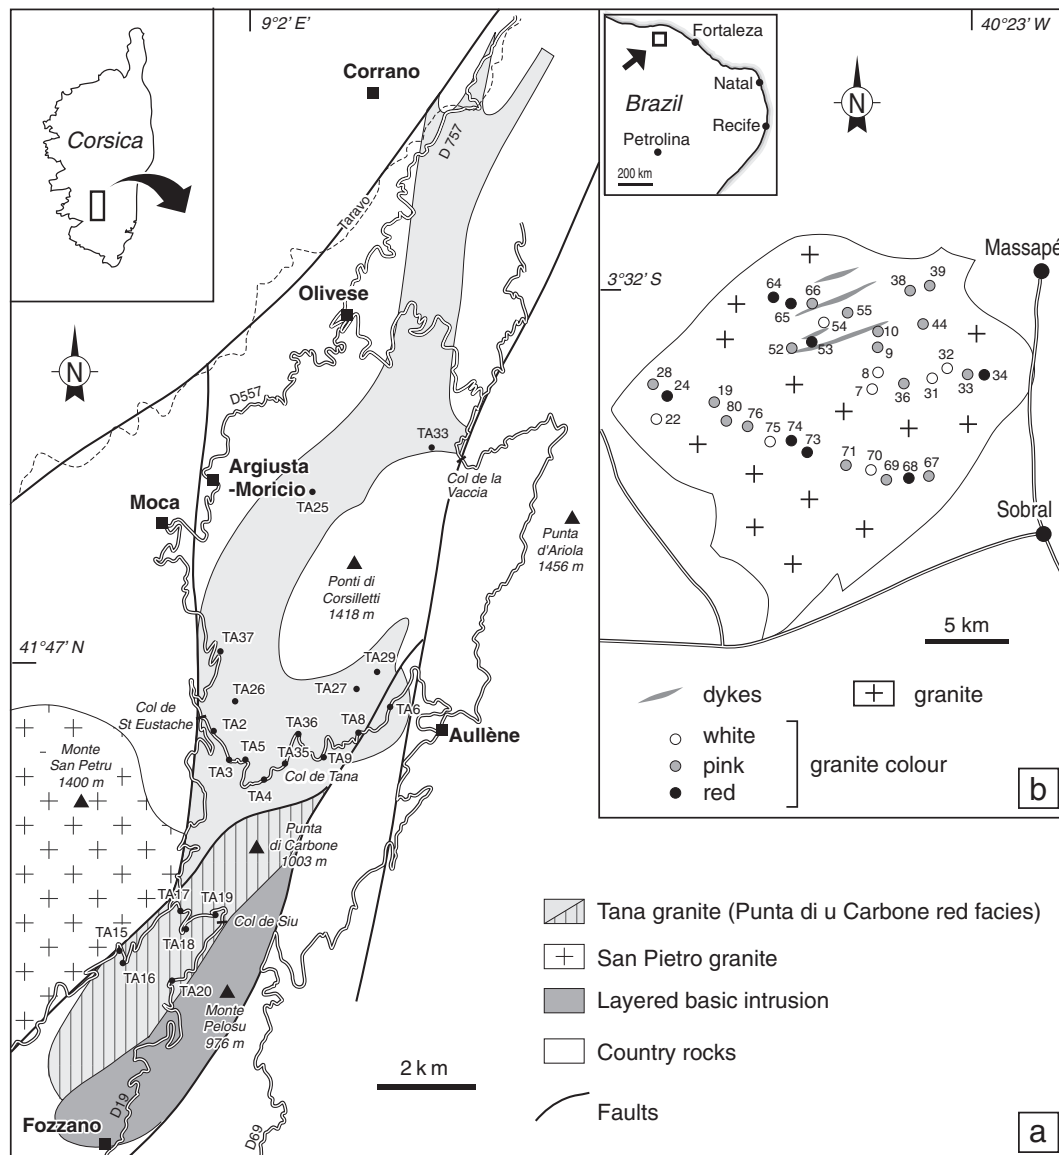 9°2’ E’
Corsica
Corrano
D 757
Taravo
N
Olivese
D557
TA33
Col de la
Vaccia
Argiusta
-Moricio
TA25
Moca
Punta
d'Ariola
1456 m
Ponti di
Corsilletti
1418 m
41°47’ N
TA37
TA29
TA26
TA27
Col de
St Eustache
TA2
TA36
TA8
TA6
Aullène
TA5
TA35
TA9
TA3
Col de Tana
TA4
Monte
San Petru
1400 m
Punta
di Carbone
1003 m
TA17
TA19
Col de Siu
TA15
TA18
TA16
TA20
Monte
Pelosu
976 m
2 km
D19
Fozzano
D69
40°23’ W
Fortaleza
Natal
Brazil
Recife
Petrolina
200 km
N
Massapé
3°32’ S
64
66
38
39
65
55
54
10
44
52
53
9
32
28
24
8
33
34
19
7
36
31
22
80
76
75
74
73
71
70
69
68
67
Sobral
5 km
dykes
granite
white
pink
granite colour
red
b
Tana granite (Punta di u Carbone red facies)
San Pietro granite
Layered basic intrusion
Country rocks
Faults
a